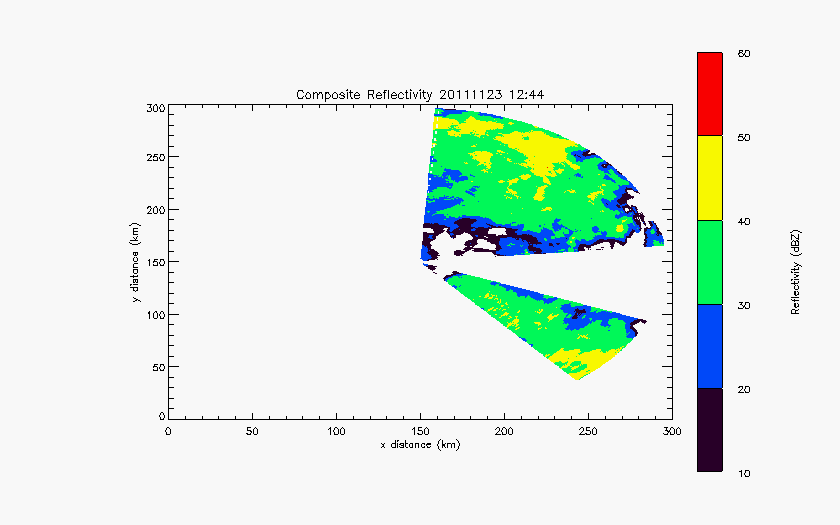 Composite Reflectivity 20111123 12:44
300
250
200
150
100
50
0
y distance (km)
0 50 100 150 200 250 300
x distance (km)
60
50
40
30
20
10
Reflectivity (dBZ)